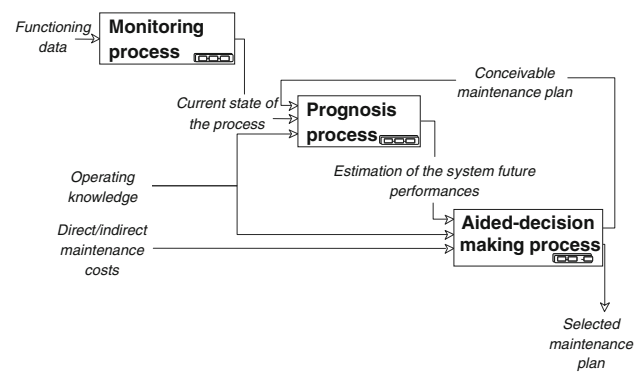 Functioning
data
Monitoring
process
Current state of
the process
Conceivable
maintenance plan
Prognosis
process
Operating
knowledge
Estimation of the system future
performances
Direct/indirect
maintenance
costs
Aided-decision
making process
Selected
maintenance
plan